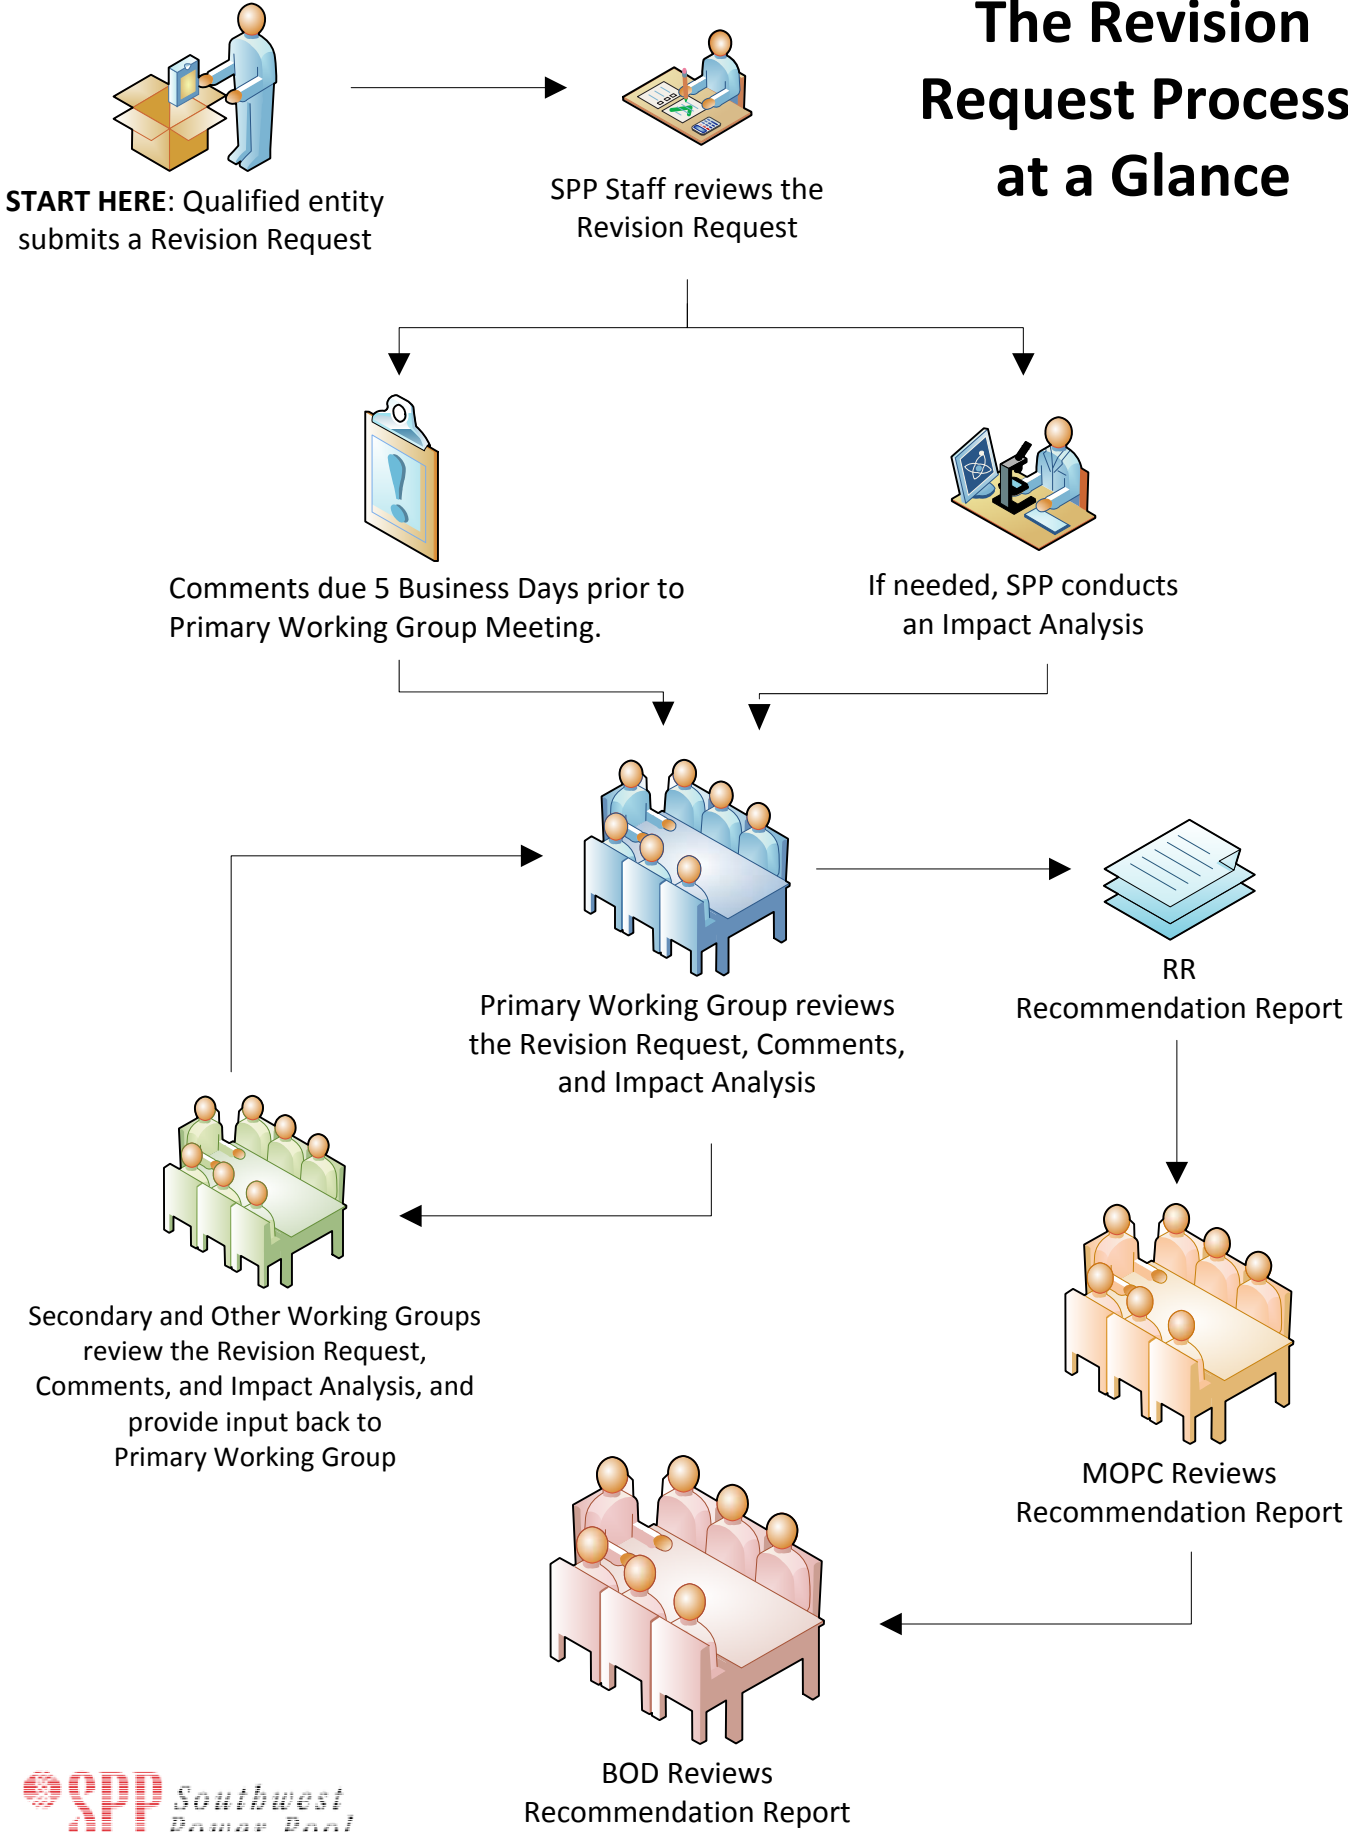 The Revision
Request Process
at a Glance
START HERE: Qualified entity
submits a Revision Request
SPP Staff reviews the
Revision Request
Comments due 5 Business Days prior to
Primary Working Group Meeting.
If needed, SPP conducts
an Impact Analysis
Primary Working Group reviews
the Revision Request, Comments,
and Impact Analysis
RR
Recommendation Report
Secondary and Other Working Groups
review the Revision Request,
Comments, and Impact Analysis, and
provide input back to
Primary Working Group
MOPC Reviews
Recommendation Report
BOD Reviews
Recommendation Report
SPP Southwest
Power Pool